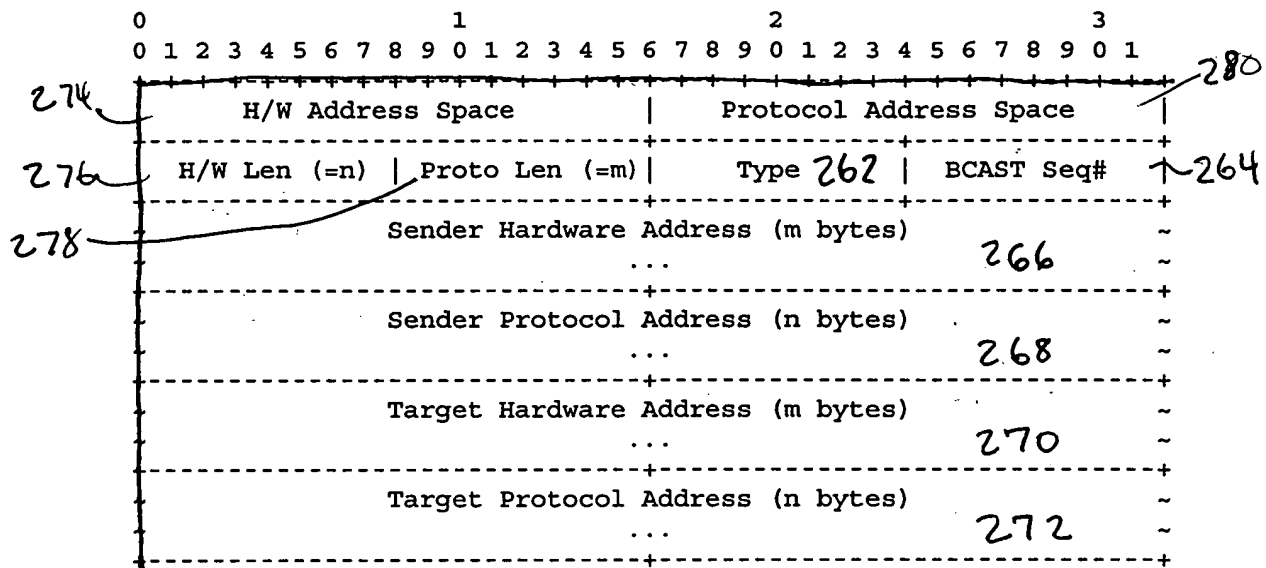 0 1 2 3
0 1 2 3 4 5 6 7 8 9 0 1 2 3 4 5 6 7 8 9 0 1 2 3 4 5 6 7 8 9 0 1
274 H/W Address Space | Protocol Address Space | 280
276 H/W Len (=n) | Proto Len (=m) | Type 262 | BCAST Seq# 264
278 Sender Hardware Address (m bytes) ~
... 266 ~
Sender Protocol Address (n bytes) ~
... 268 ~
Target Hardware Address (m bytes) ~
... 270 ~
Target Protocol Address (n bytes) ~
... 272 ~